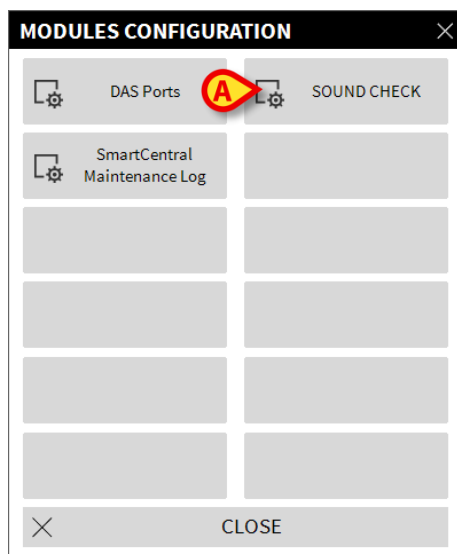 MODULES CONFIGURATION
DAS Ports
A
SOUND CHECK
SmartCentral
Maintenance Log
CLOSE